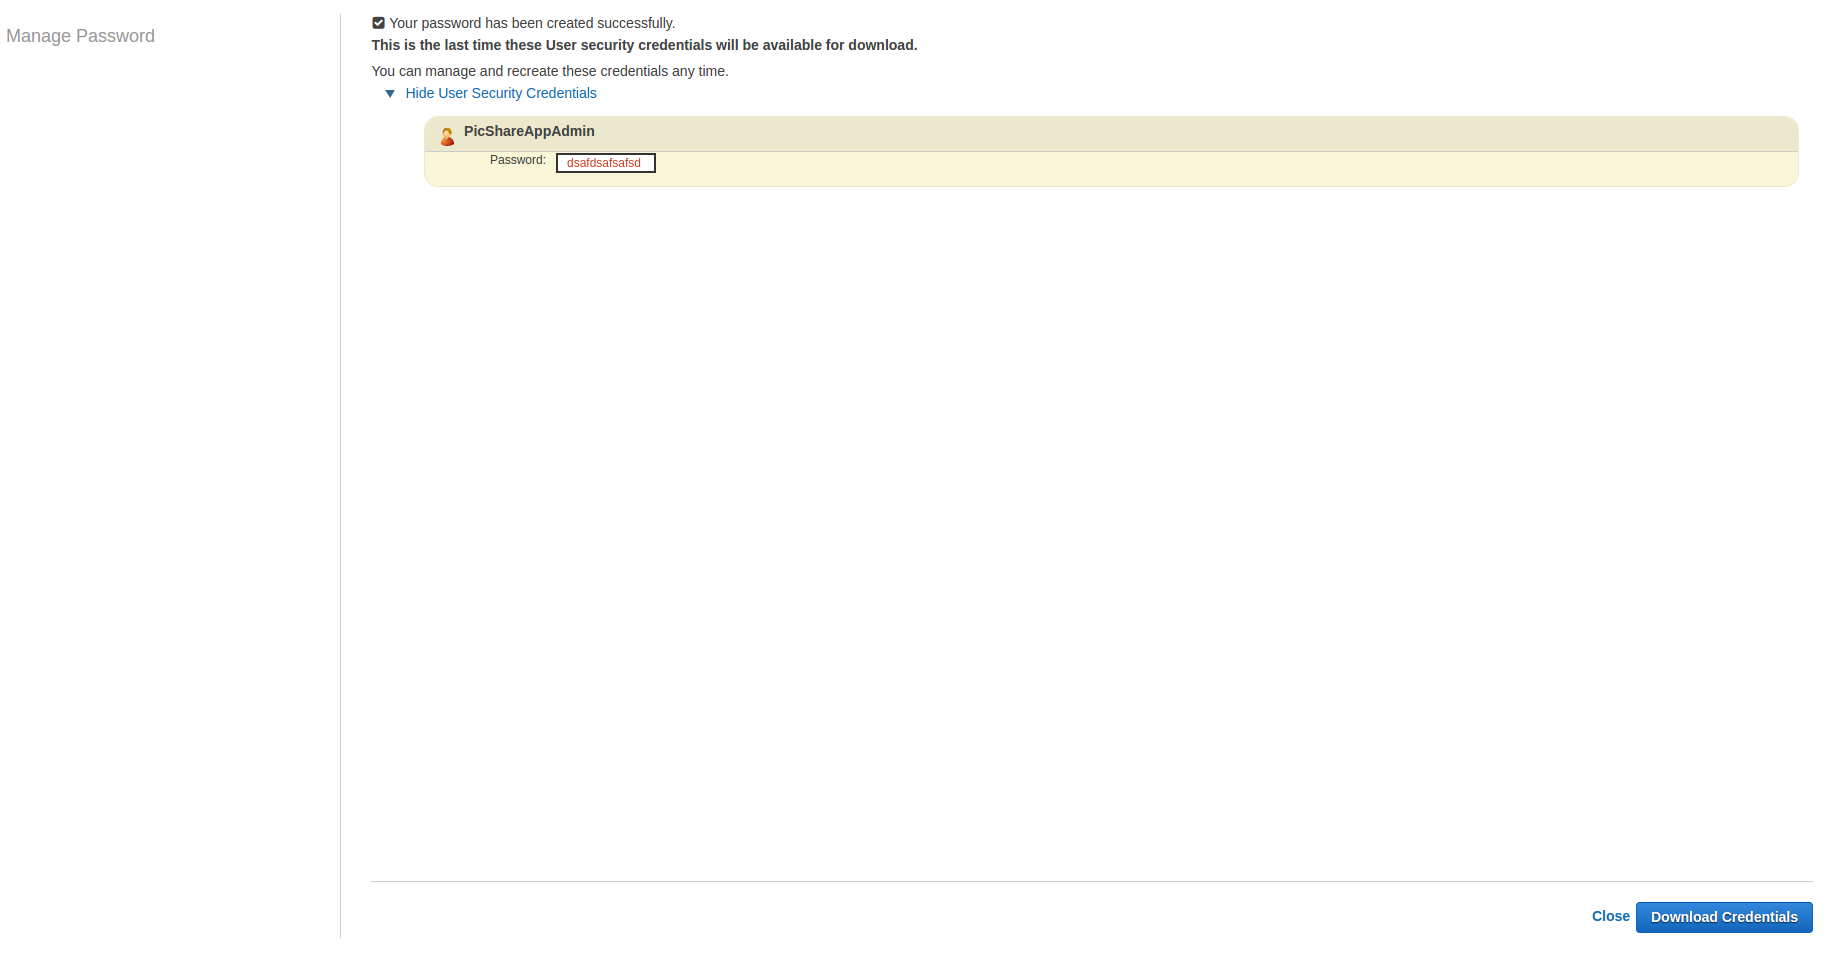 Manage Password
Your password has been created successfully.
This is the last time these User security credentials will be available for download.
You can manage and recreate these credentials any time.
Hide User Security Credentials
PicShareAppAdmin
Password: dsafdsafsafsd
Close Download Credentials